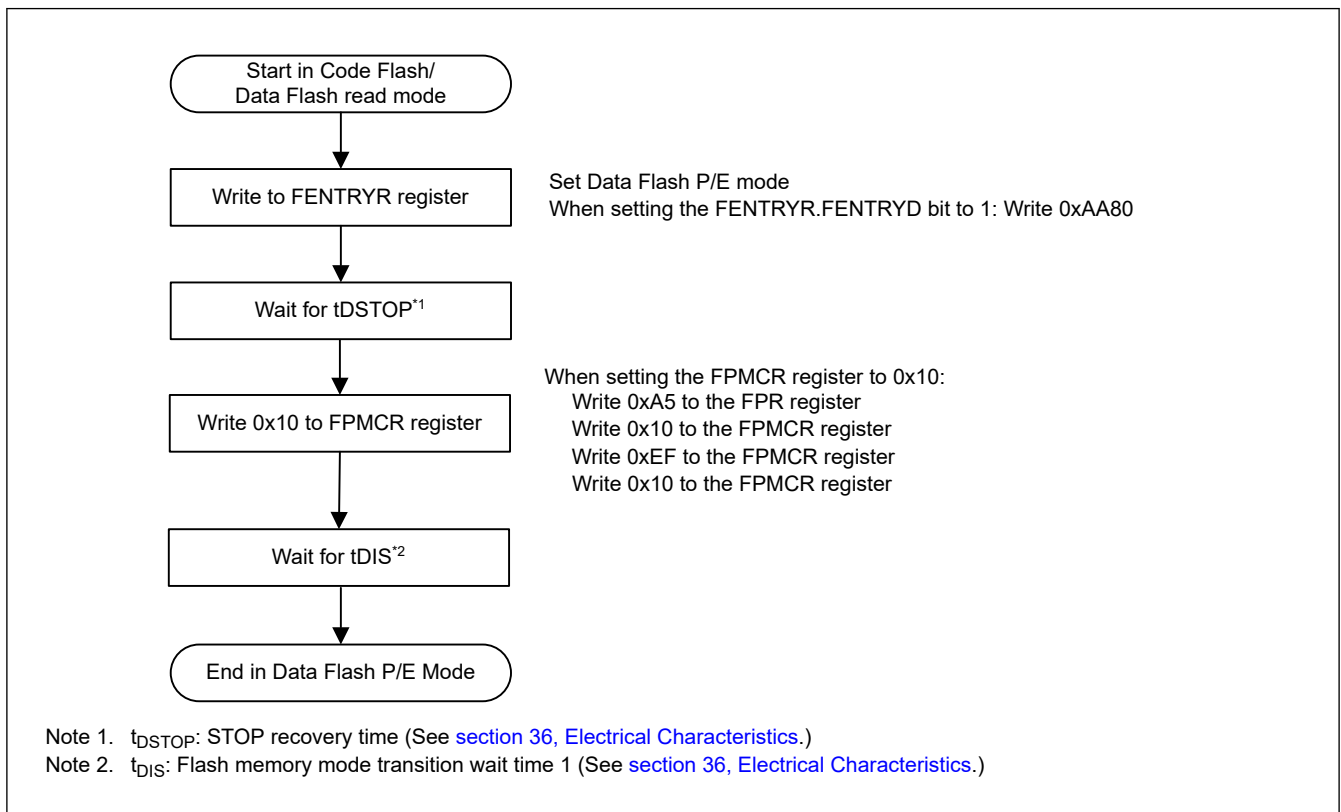 Start in Code Flash/
Data Flash read mode
Write to FENTRYR register
Set Data Flash P/E mode
When setting the FENTRYR.FENTRYD bit to 1: Write 0xAA80
Wait for tDSTOP*1
Write 0x10 to FPMCR register
When setting the FPMCR register to 0x10:
Write 0xA5 to the FPR register
Write 0x10 to the FPMCR register
Write 0xEF to the FPMCR register
Write 0x10 to the FPMCR register
Wait for tDIS*2
End in Data Flash P/E Mode
Note 1. tDSTOP: STOP recovery time (See section 36, Electrical Characteristics.)
Note 2. tDIS: Flash memory mode transition wait time 1 (See section 36, Electrical Characteristics.)